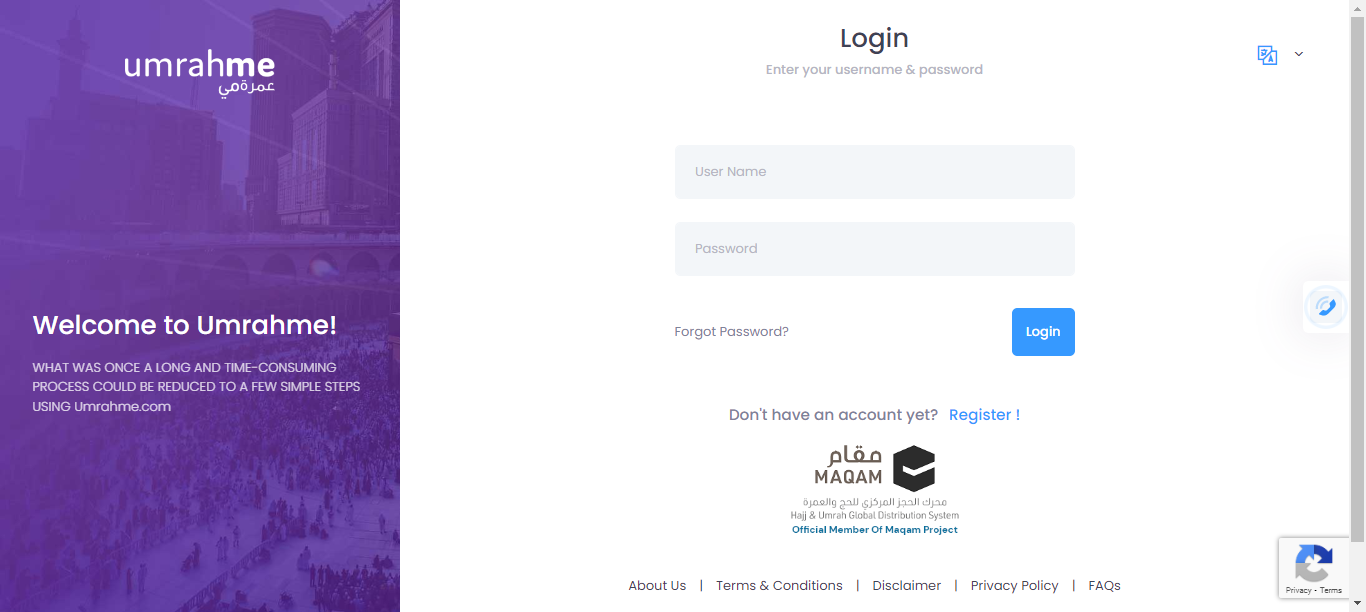 umrahme
عمرة مي
Welcome to Umrahme!
WHAT WAS ONCE A LONG AND TIME-CONSUMING
PROCESS COULD BE REDUCED TO A FEW SIMPLE STEPS
USING Umrahme.com
Login
Enter your username & password
User Name
Password
Forgot Password?
Login
Don't have an account yet? Register !
مقام
MAQAM
محرك الحجز المركزي للحج والعمرة
Hajj & Umrah Global Distribution System
Official Member Of Maqam Project
About Us | Terms & Conditions | Disclaimer | Privacy Policy | FAQs
Privacy - Terms